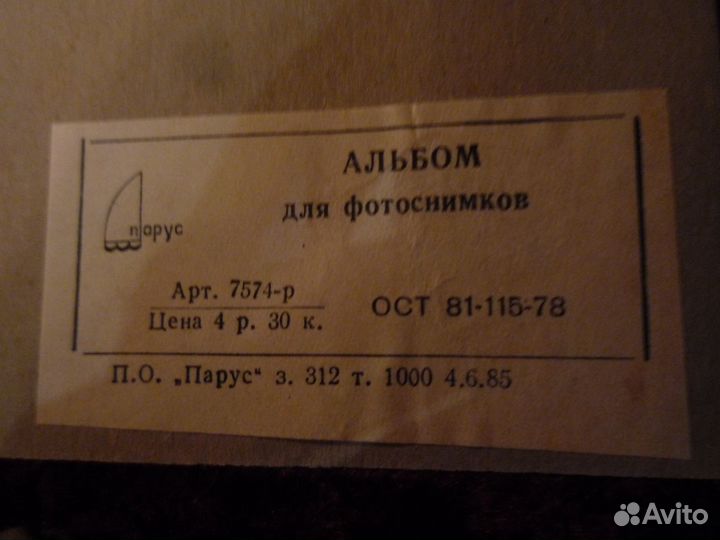 АЛЬБОМ
для фотоснимков
парус
Арт. 7574-р
Цена 4 р. 30 к.
ОСТ 81-115-78
П.О. „Парус“ з. 312 т. 1000 4.6.85
Avito